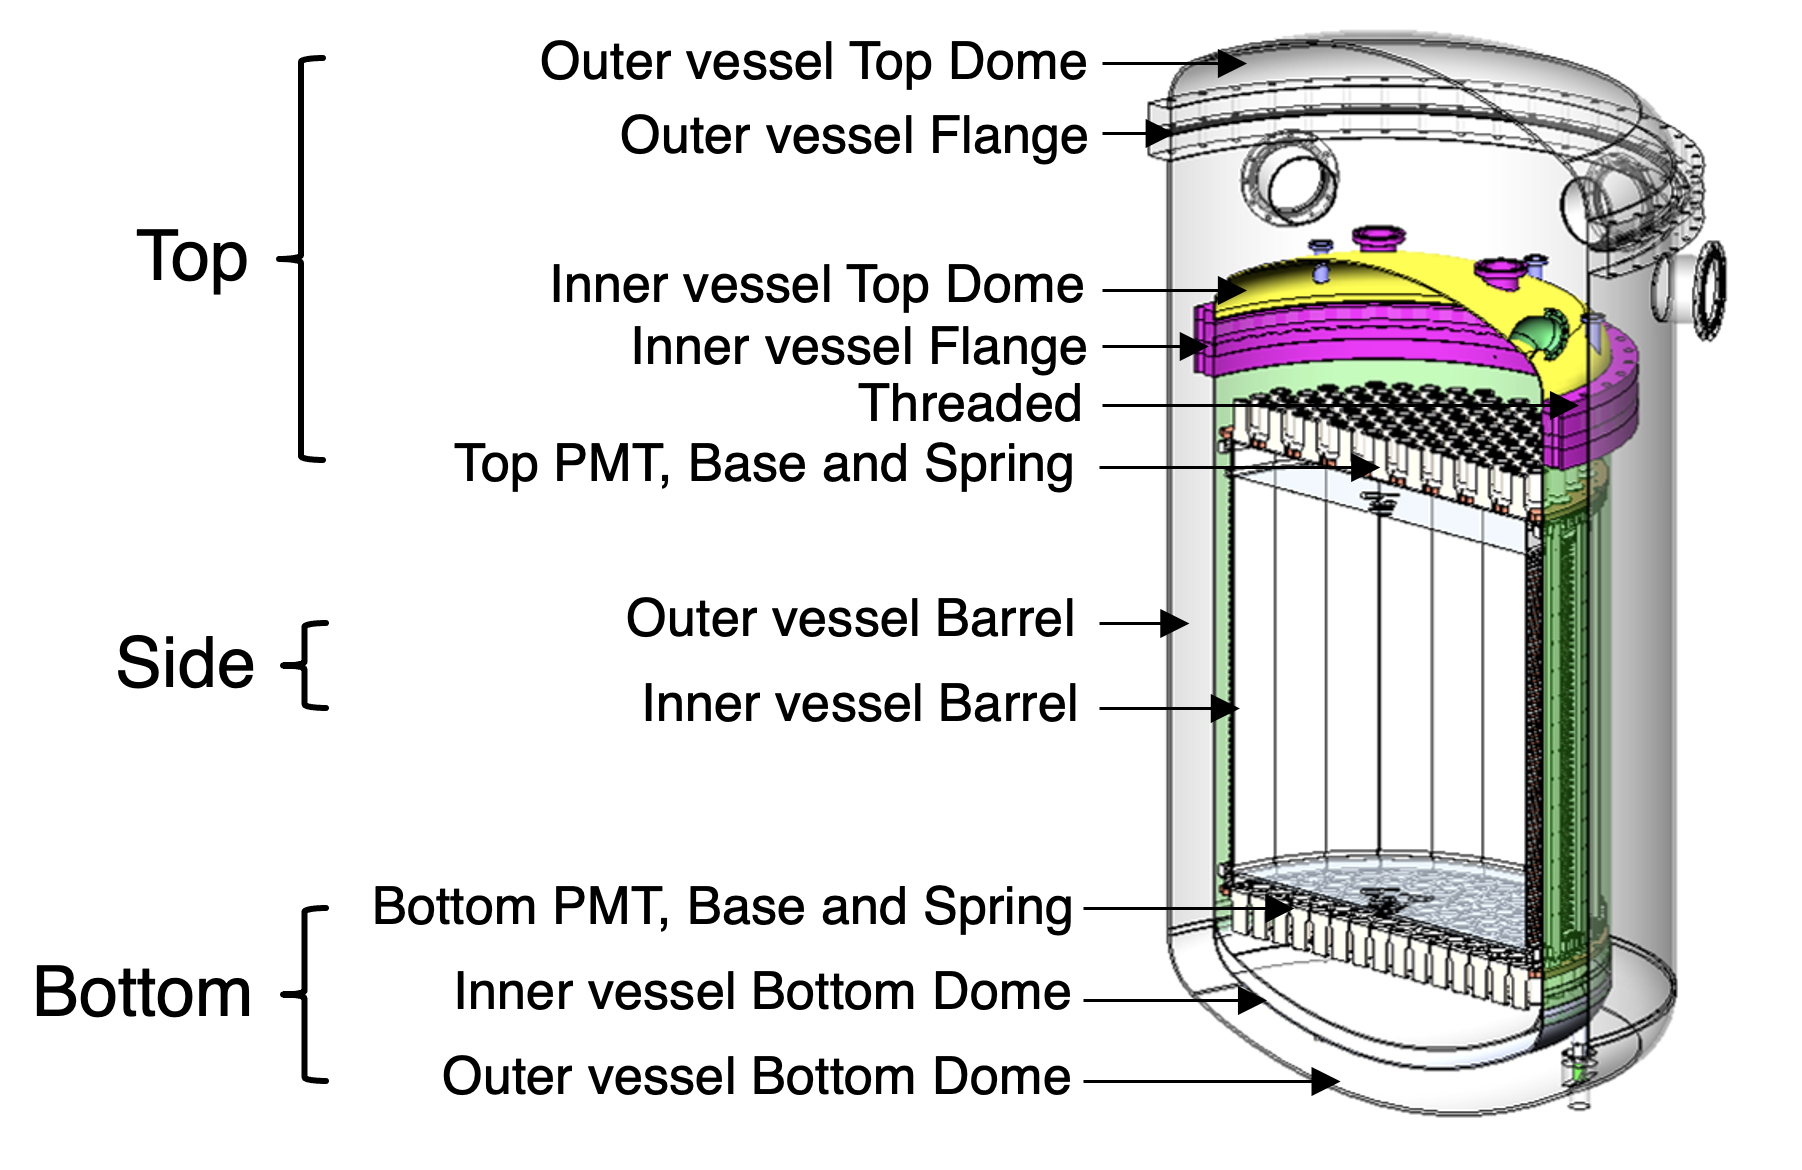 Outer vessel Top Dome
Outer vessel Flange
Top
Inner vessel Top Dome
Inner vessel Flange
Threaded
Top PMT, Base and Spring
Outer vessel Barrel
Side
Inner vessel Barrel
Bottom PMT, Base and Spring
Bottom
Inner vessel Bottom Dome
Outer vessel Bottom Dome